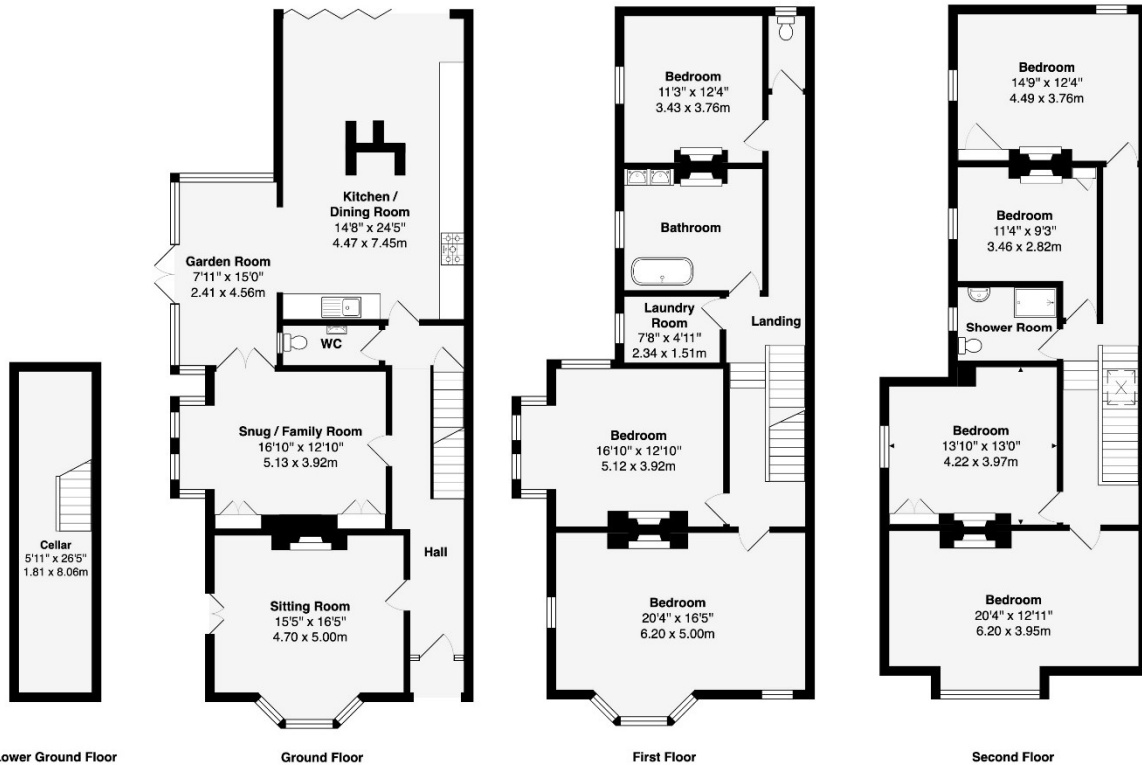 Cellar
5'11" x 26'5"
1.81 x 8.06m
Lower Ground Floor
Kitchen /
Dining Room
14'8" x 24'5"
4.47 x 7.45m
Garden Room
7'11" x 15'0"
2.41 x 4.56m
WC
Snug / Family Room
16'10" x 12'10"
5.13 x 3.92m
Hall
Sitting Room
15'5" x 16'5"
4.70 x 5.00m
Ground Floor
Bedroom
11'3" x 12'4"
3.43 x 3.76m
Bathroom
Laundry
Room
7'8" x 4'11"
2.34 x 1.51m
Landing
Bedroom
16'10" x 12'10"
5.12 x 3.92m
Bedroom
20'4" x 16'5"
6.20 x 5.00m
First Floor
Bedroom
14'9" x 12'4"
4.49 x 3.76m
Bedroom
11'4" x 9'3"
3.46 x 2.82m
Shower Room
Bedroom
13'10" x 13'0"
4.22 x 3.97m
Bedroom
20'4" x 12'11"
6.20 x 3.95m
Second Floor